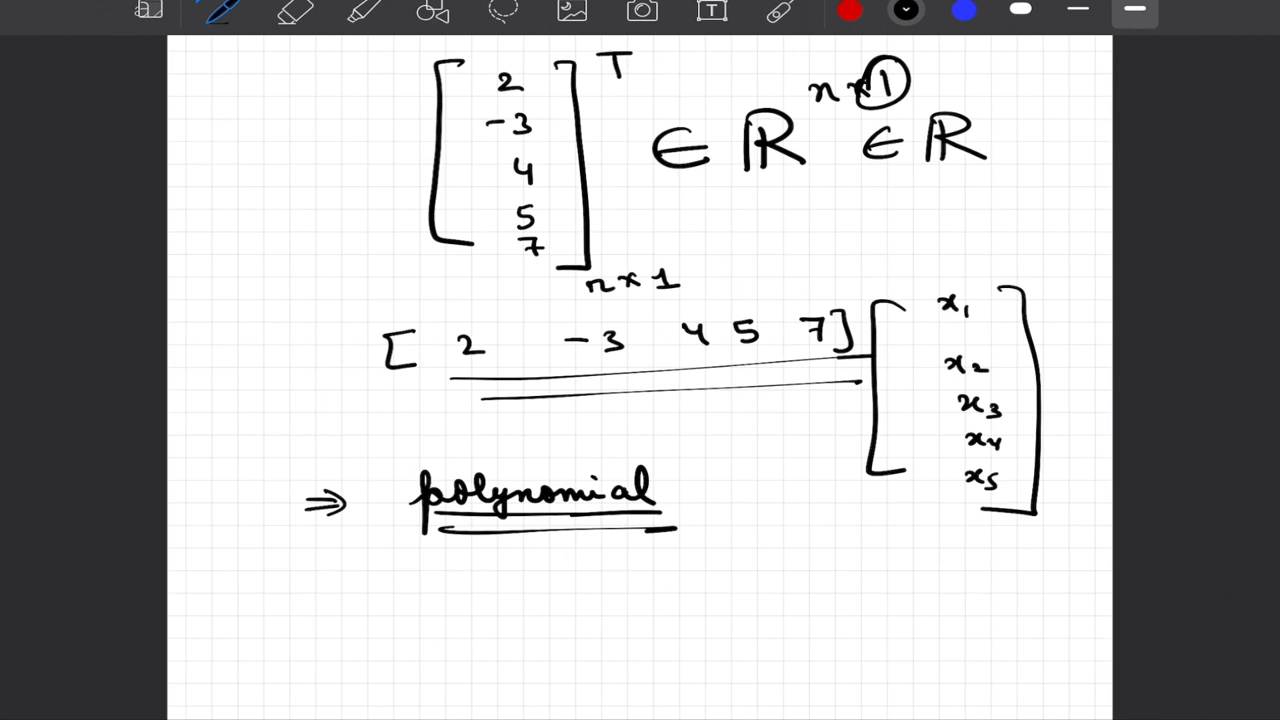 [ 2 ]ᵀ ∈ ℝ^{n×1} ∈ ℝ
-3
4
5
7
n×1
[ 2 -3 4 5 7 ] [ x₁ ]
x₂
x₃
x₄
x₅
⇒ polynomial